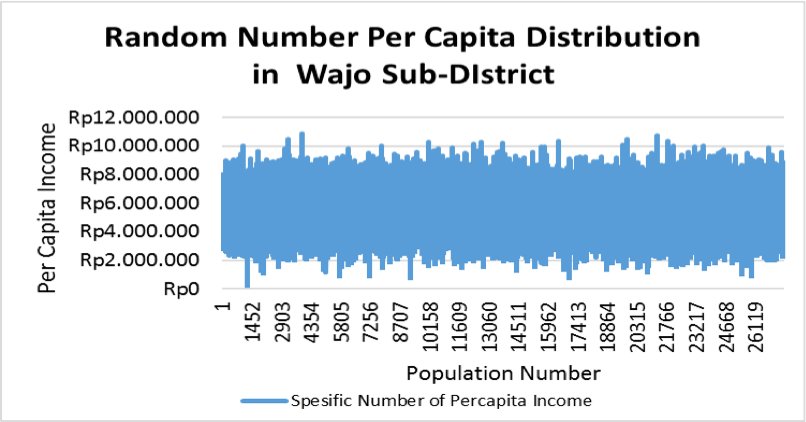 Random Number Per Capita Distribution
in Wajo Sub-DIstrict
Per Capita Income
Rp12.000.000
Rp10.000.000
Rp8.000.000
Rp6.000.000
Rp4.000.000
Rp2.000.000
Rp0
1
1452
2903
4354
5805
7256
8707
10158
11609
13060
14511
15962
17413
18864
20315
21766
23217
24668
26119
Population Number
Spesific Number of Percapita Income